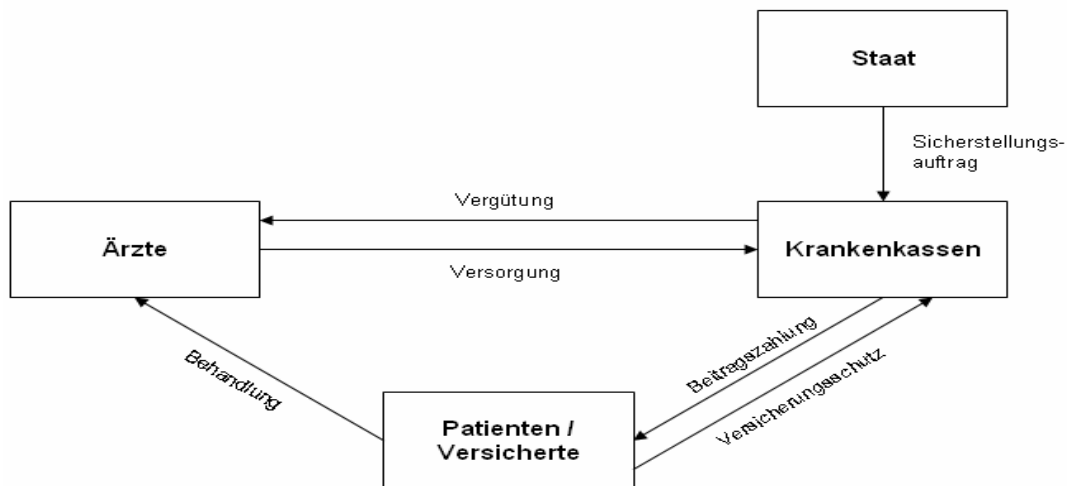 Staat
Sicherstellungs-
auftrag
Vergütung
Ärzte
Krankenkassen
Versorgung
Behandlung
Beitragszahlung
Versicherungsschutz
Patienten /
Versicherte